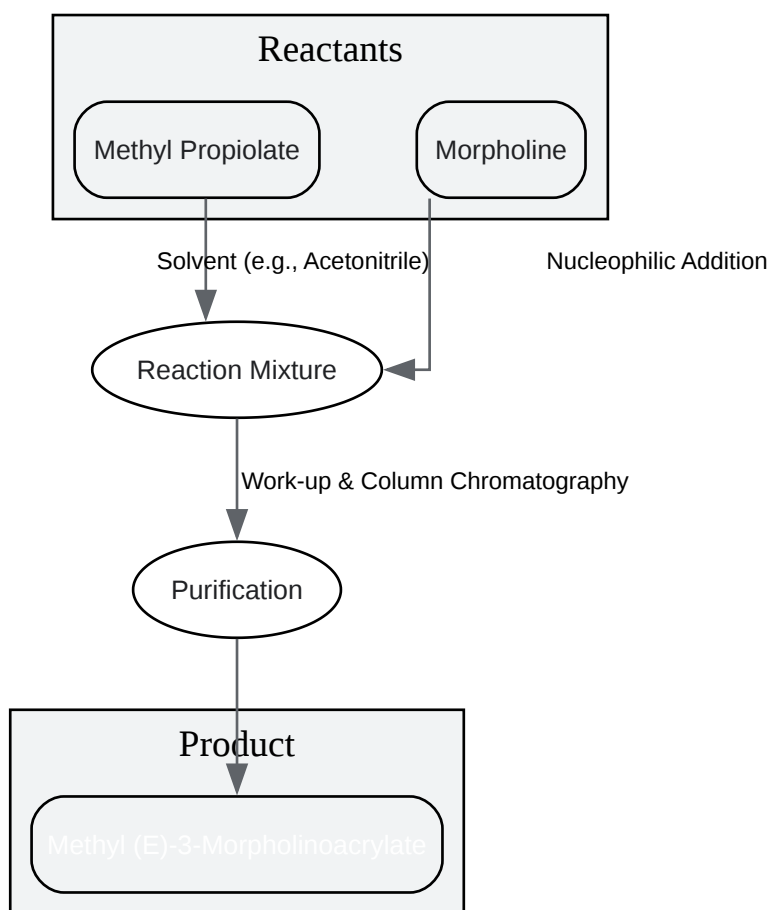 Reactants
Methyl Propiolate
Morpholine
Solvent (e.g., Acetonitrile)
Nucleophilic Addition
Reaction Mixture
Work-up & Column Chromatography
Purification
Product
Methyl (E)-3-Morpholinoacrylate